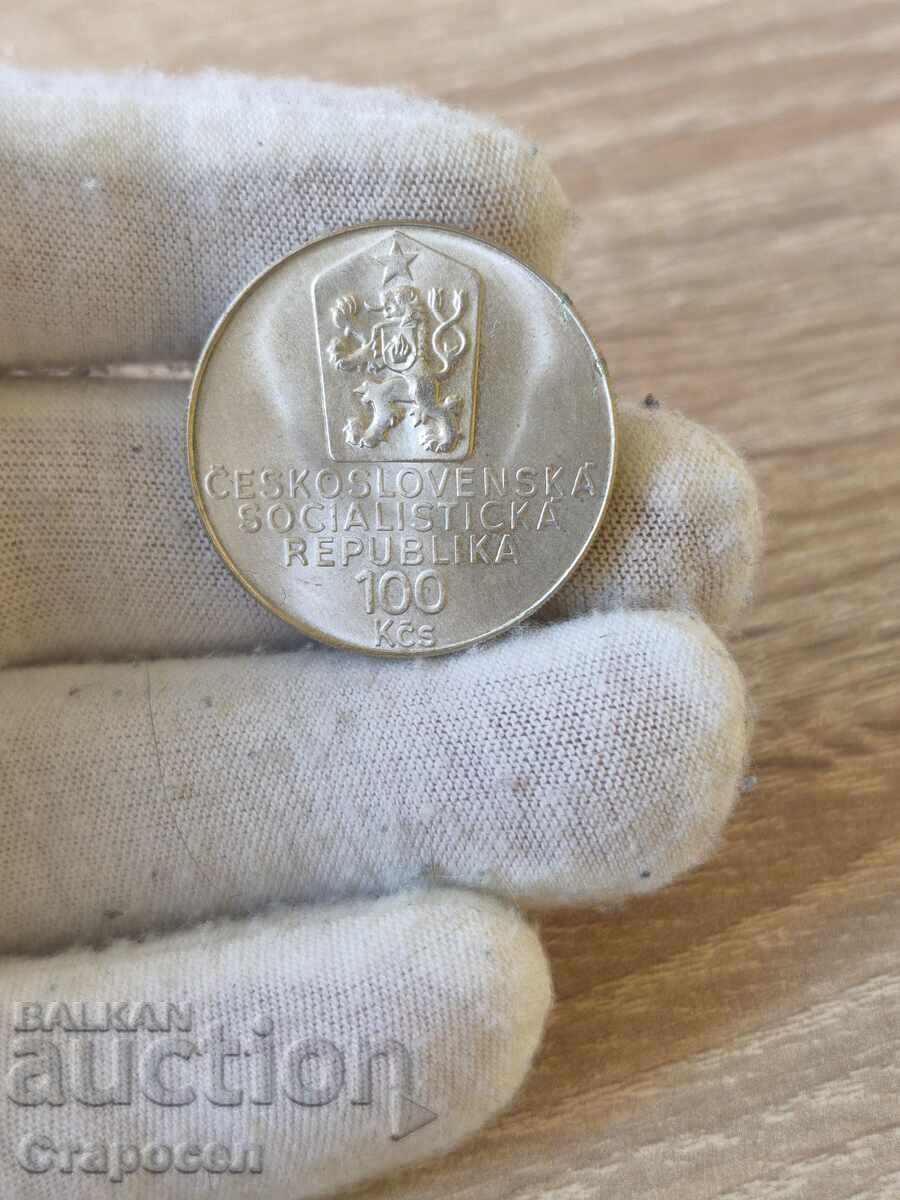 ČESKOSLOVENSKÁ
SOCIALISTICKÁ
REPUBLIKA
100
Kčs
BALKAN
auction
Старосел